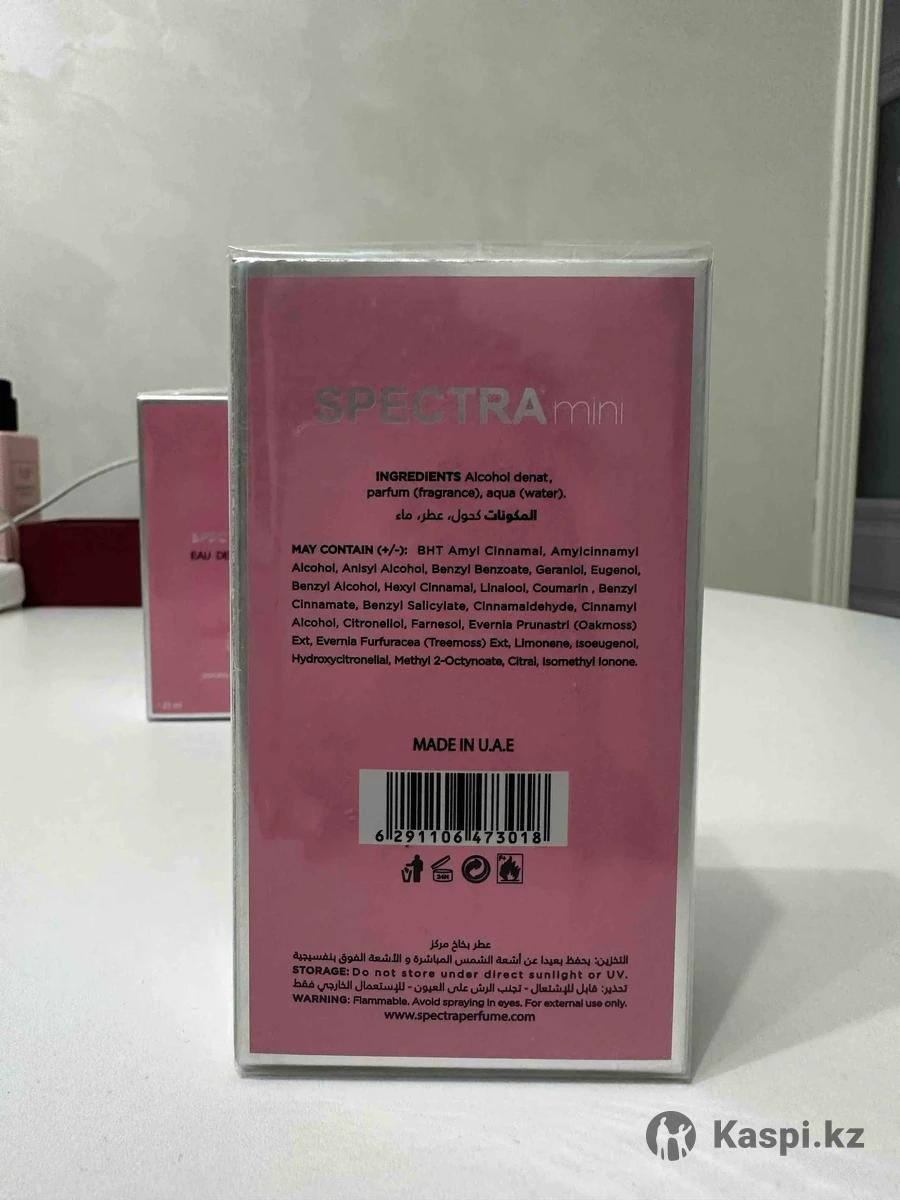 SPECTRA mini
INGREDIENTS Alcohol denat,
parfum (fragrance), aqua (water).
المكونات كحول، عطر، ماء
MAY CONTAIN (+/-): BHT Amyl Cinnamal, Amylcinnamyl
Alcohol, Anisyl Alcohol, Benzyl Benzoate, Geraniol, Eugenol,
Benzyl Alcohol, Hexyl Cinnamal, Linalool, Coumarin , Benzyl
Cinnamate, Benzyl Salicylate, Cinnamaldehyde, Cinnamyl
Alcohol, Citronellol, Farnesol, Evernia Prunastri (Oakmoss)
Ext, Evernia Furfuracea (Treemoss) Ext, Limonene, Isoeugenol,
Hydroxycitronellal, Methyl 2-Octynoate, Citral, Isomethyl Ionone.
MADE IN U.A.E
6 291106 473018
24M
عطر بخاخ مركز
التخزين: يحفظ بعيدا عن أشعة الشمس المباشرة و الأشعة الفوق بنفسيجية
STORAGE: Do not store under direct sunlight or UV.
تحذير: قابل للإشتعال - تجنب الرش على العيون - للإستعمال الخارجي فقط
WARNING: Flammable. Avoid spraying in eyes. For external use only.
www.spectraperfume.com
SPEC
EAU DE
25 ml
Kaspi.kz